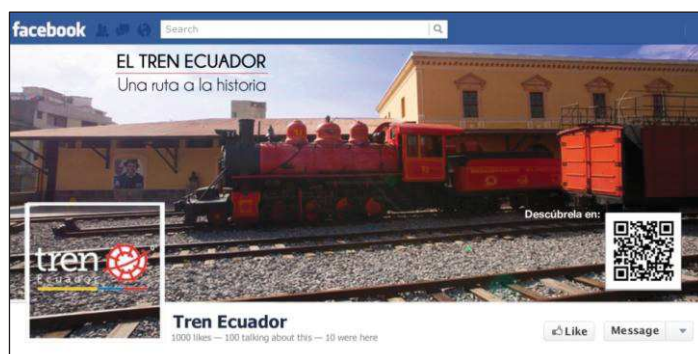 facebook
Search
EL TREN ECUADOR
Una ruta a la historia
Descúbrela en:
tren
Ecuador
Tren Ecuador
1000 likes — 100 talking about this — 10 were here
Like
Message